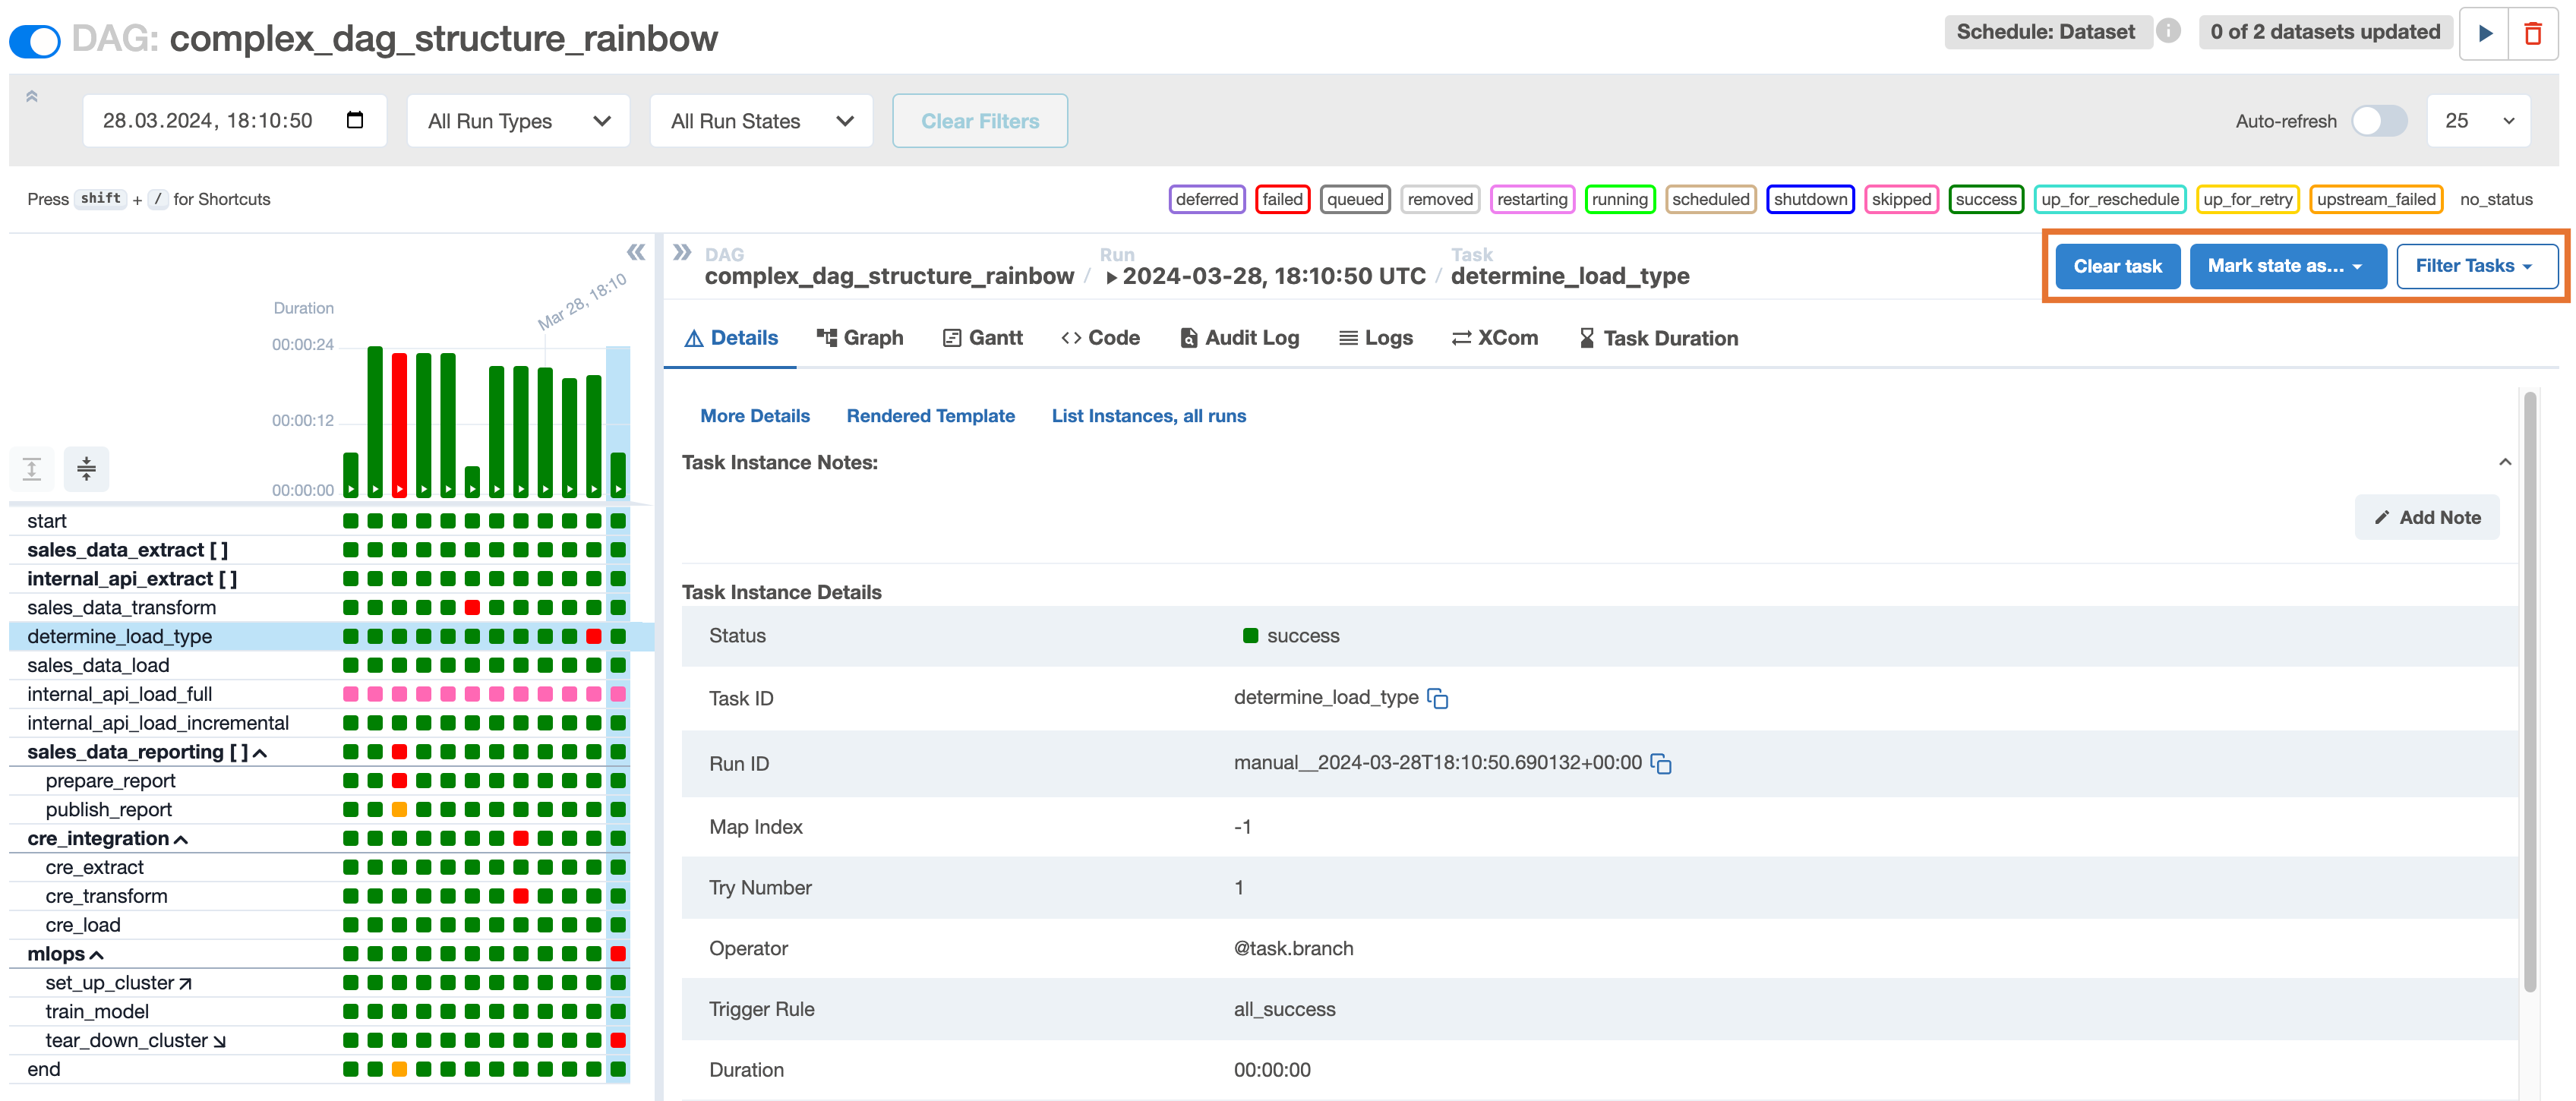 DAG: complex_dag_structure_rainbow
Schedule: Dataset
0 of 2 datasets updated
28.03.2024, 18:10:50
All Run Types
All Run States
Clear Filters
Auto-refresh
25
Press shift + / for Shortcuts
deferred failed queued removed restarting running scheduled shutdown skipped success up_for_reschedule up_for_retry upstream_failed no_status
Duration
Mar 28, 18:10
00:00:24
00:00:12
00:00:00
start
sales_data_extract [ ]
internal_api_extract [ ]
sales_data_transform
determine_load_type
sales_data_load
internal_api_load_full
internal_api_load_incremental
sales_data_reporting [ ]
prepare_report
publish_report
cre_integration
cre_extract
cre_transform
cre_load
mlops
set_up_cluster
train_model
tear_down_cluster
end
DAG
complex_dag_structure_rainbow
/
Run
2024-03-28, 18:10:50 UTC
/
Task
determine_load_type
Clear task
Mark state as...
Filter Tasks
Details
Graph
Gantt
Code
Audit Log
Logs
XCom
Task Duration
More Details
Rendered Template
List Instances, all runs
Task Instance Notes:
Add Note
Task Instance Details
Status success
Task ID determine_load_type
Run ID manual__2024-03-28T18:10:50.690132+00:00
Map Index -1
Try Number 1
Operator @task.branch
Trigger Rule all_success
Duration 00:00:00